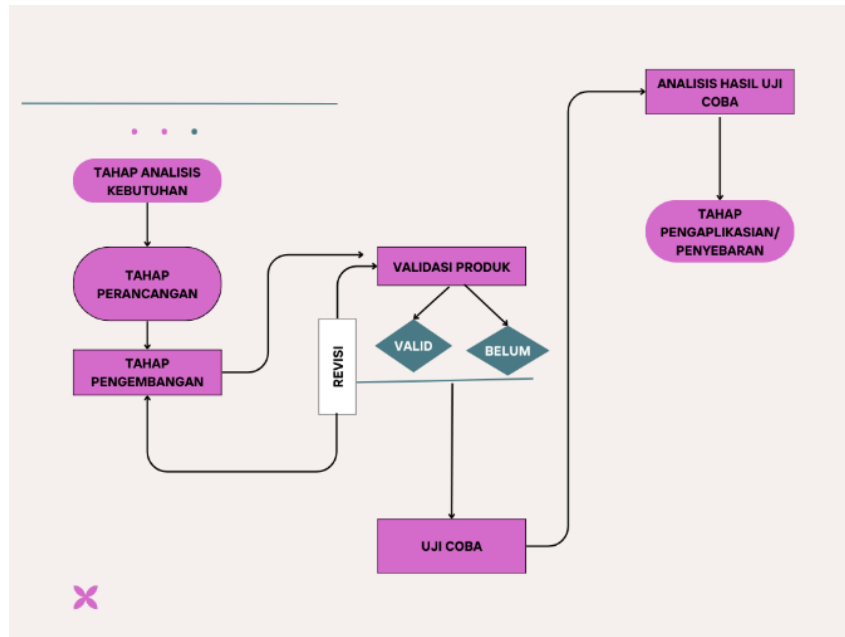 TAHAP ANALISIS
KEBUTUHAN
TAHAP
PERANCANGAN
TAHAP
PENGEMBANGAN
REVISI
VALIDASI PRODUK
VALID
BELUM
UJI COBA
ANALISIS HASIL UJI
COBA
TAHAP
PENGAPLIKASIAN/
PENYEBARAN